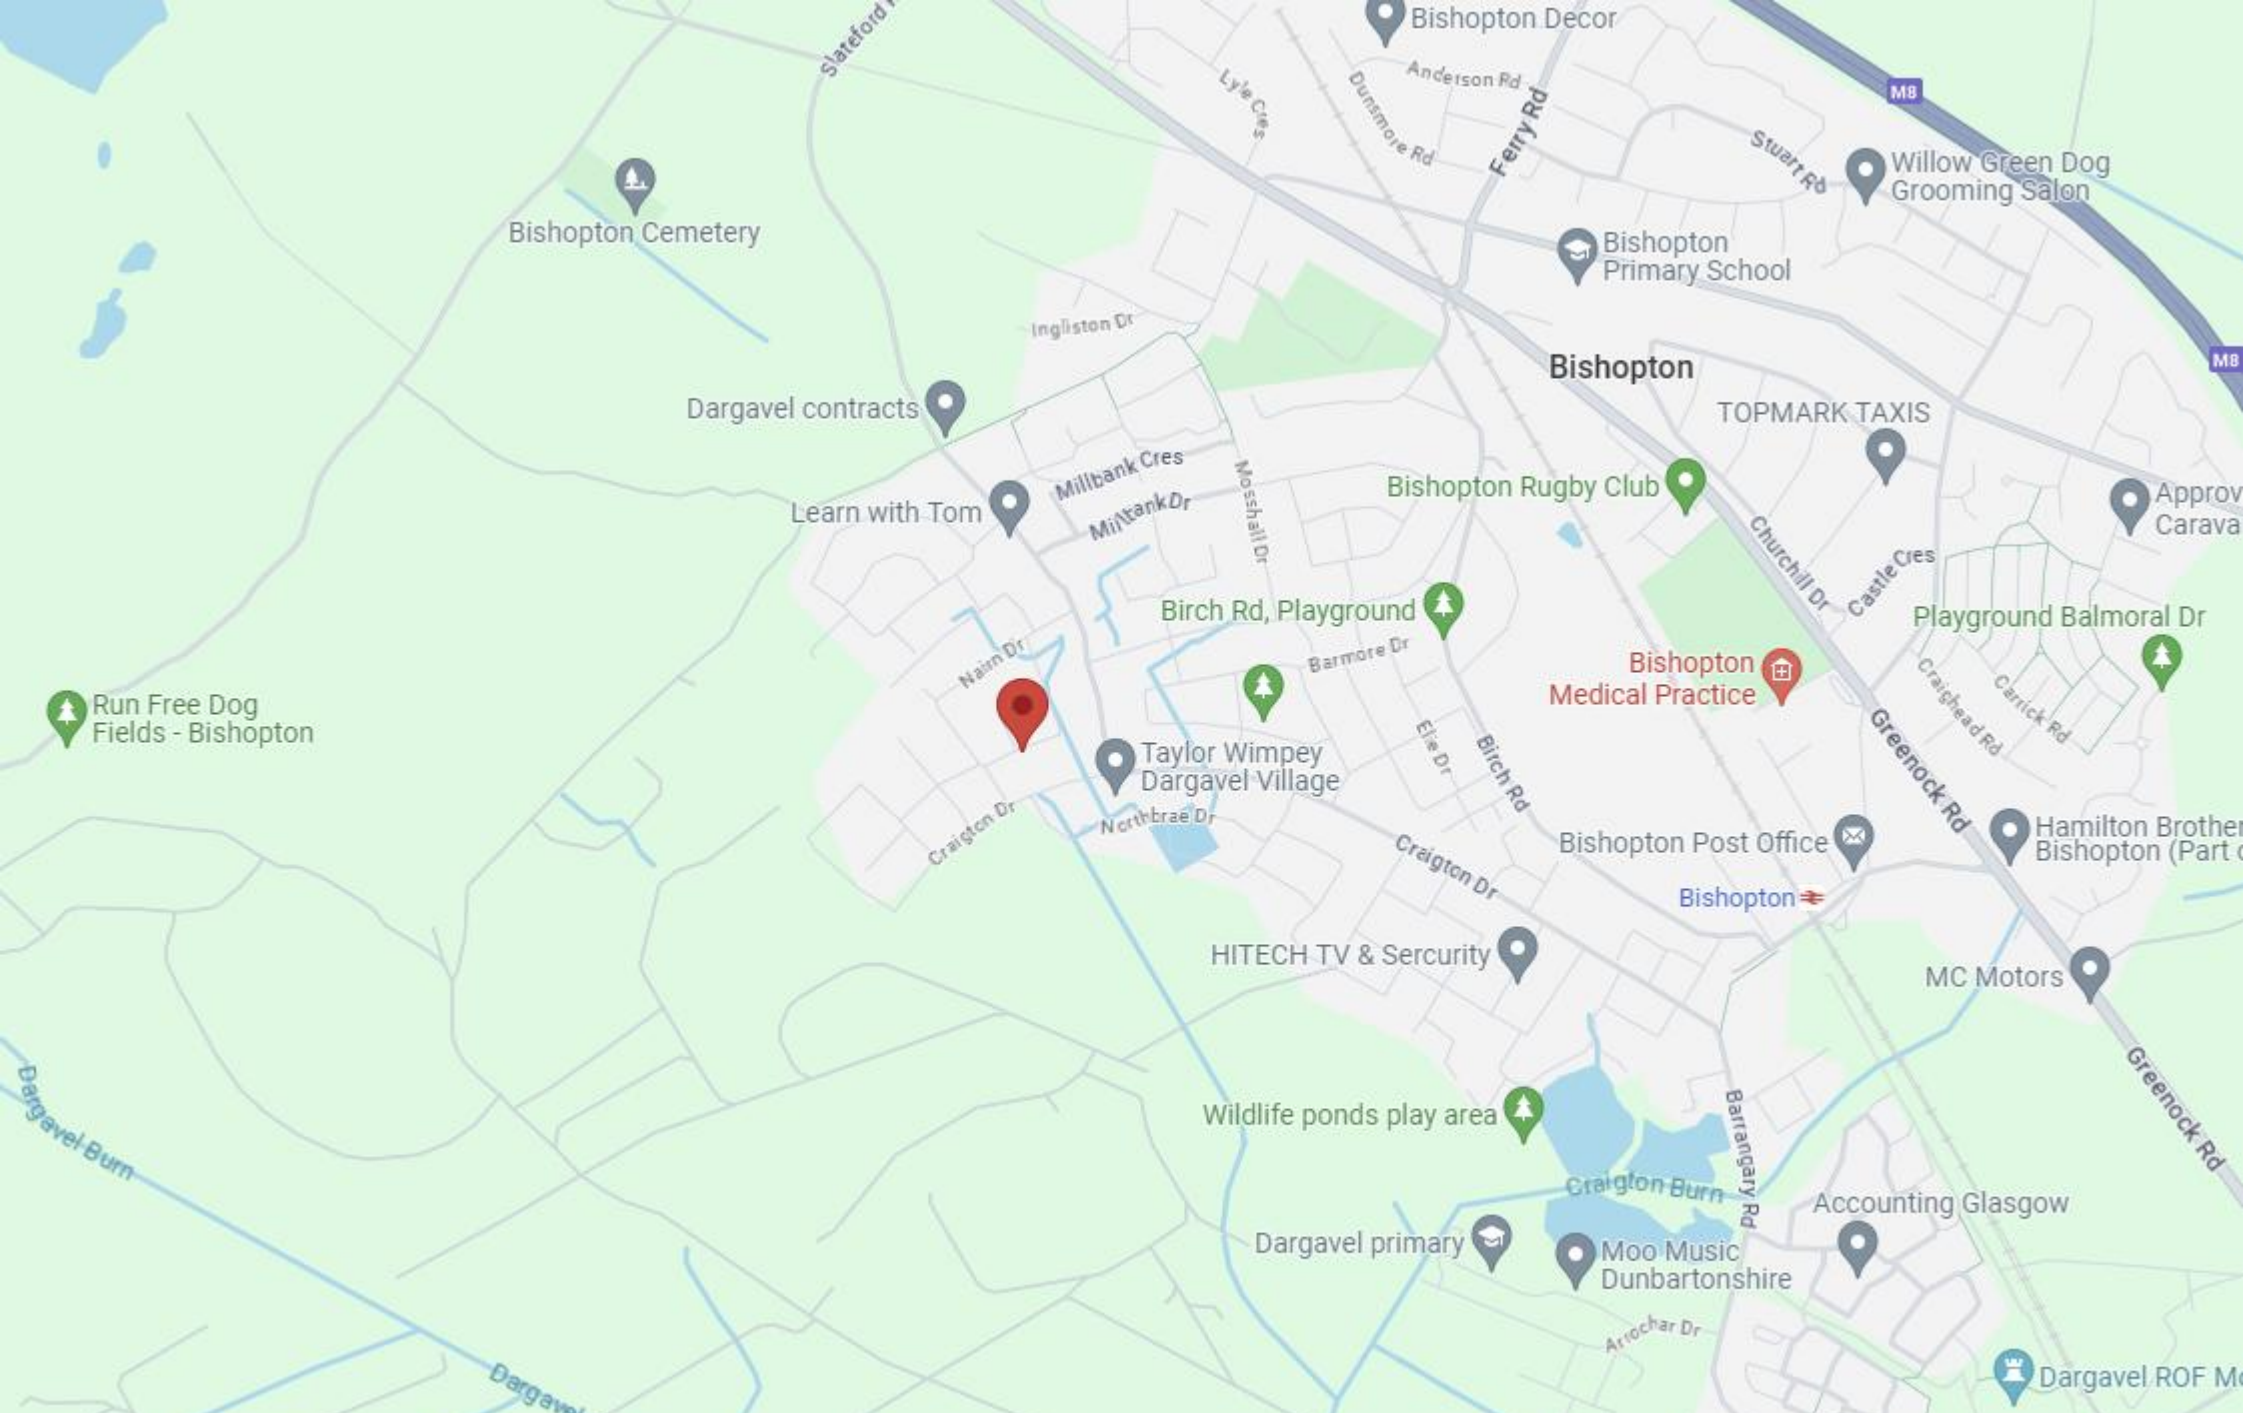 Bishopton Decor
Slateford
Anderson Rd
Lyle Cres
Dunsmore Rd
Ferry Rd
M8
Stuart Rd
Willow Green Dog
Grooming Salon
Bishopton Cemetery
Bishopton
Primary School
Ingliston Dr
M8
Bishopton
Dargavel contracts
TOPMARK TAXIS
Millbank Cres
Bishopton Rugby Club
Mosshall Dr
Learn with Tom
Millbank Dr
Approv
Carava
Churchill Dr
Castle Cres
Birch Rd, Playground
Playground Balmoral Dr
Nairn Dr
Barmore Dr
Bishopton
Medical Practice
Craighead Rd
Carrick Rd
Run Free Dog
Fields - Bishopton
Elie Dr
Birch Rd
Greenock Rd
Taylor Wimpey
Dargavel Village
Craigton Dr
Northbrae Dr
Craigton Dr
Bishopton Post Office
Hamilton Brother
Bishopton (Part o
Bishopton
HITECH TV & Sercurity
MC Motors
Dargavel Burn
Wildlife ponds play area
Barrangary Rd
Greenock Rd
Craigton Burn
Accounting Glasgow
Dargavel primary
Moo Music
Dunbartonshire
Arrochar Dr
Dargavel
Dargavel ROF Mo